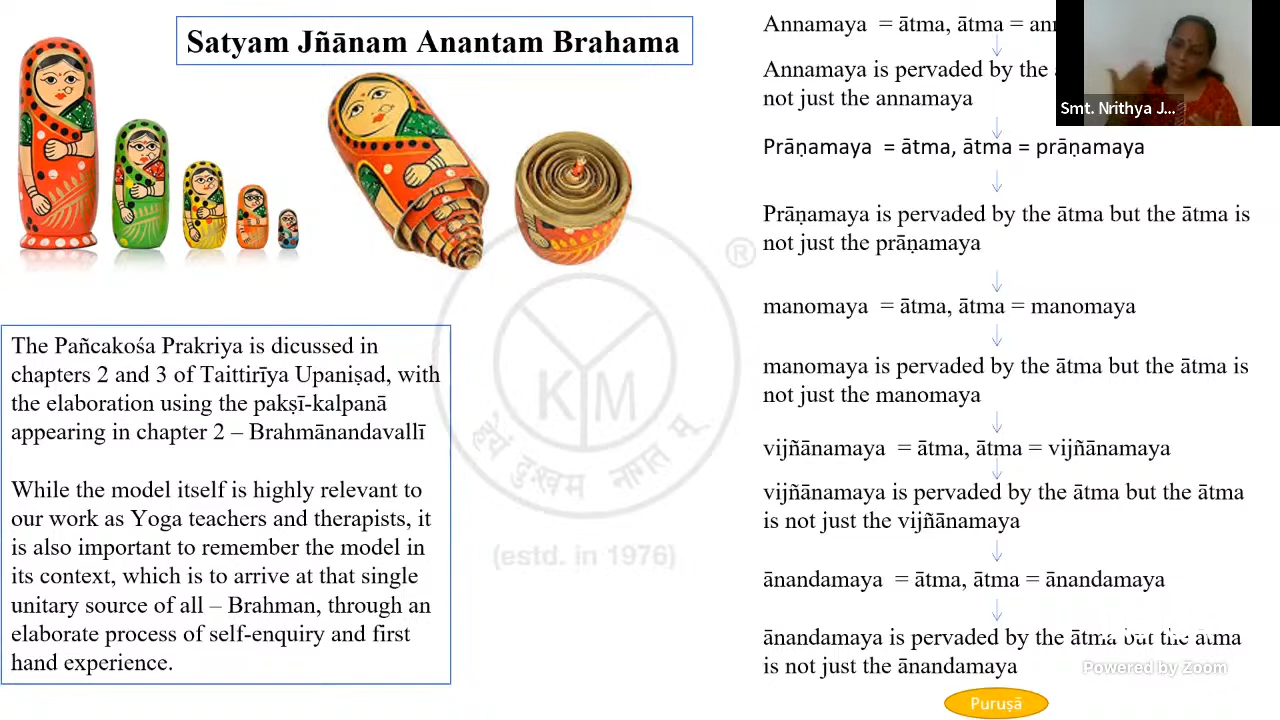 Satyam Jñānam Anantam Brahama
The Pañcakośa Prakriya is dicussed in
chapters 2 and 3 of Taittirīya Upaniṣad, with
the elaboration using the pakṣī-kalpanā
appearing in chapter 2 – Brahmānandavallī
While the model itself is highly relevant to
our work as Yoga teachers and therapists, it
is also important to remember the model in
its context, which is to arrive at that single
unitary source of all – Brahman, through an
elaborate process of self-enquiry and first
hand experience.
®
KYM
हेयं दुःखम नागतम्
(estd. in 1976)
Annamaya = ātma, ātma =
Annamaya is pervaded by the
not just the annamaya
Prāṇamaya = ātma, ātma = prāṇamaya
Prāṇamaya is pervaded by the ātma but the ātma is
not just the prāṇamaya
manomaya = ātma, ātma = manomaya
manomaya is pervaded by the ātma but the ātma is
not just the manomaya
vijñānamaya = ātma, ātma = vijñānamaya
vijñānamaya is pervaded by the ātma but the ātma
is not just the vijñānamaya
ānandamaya = ātma, ātma = ānandamaya
ānandamaya is pervaded by the ātma but the ātma
is not just the ānandamaya
Puruṣā
Smt. Nrithya J...
Powered by Zoom